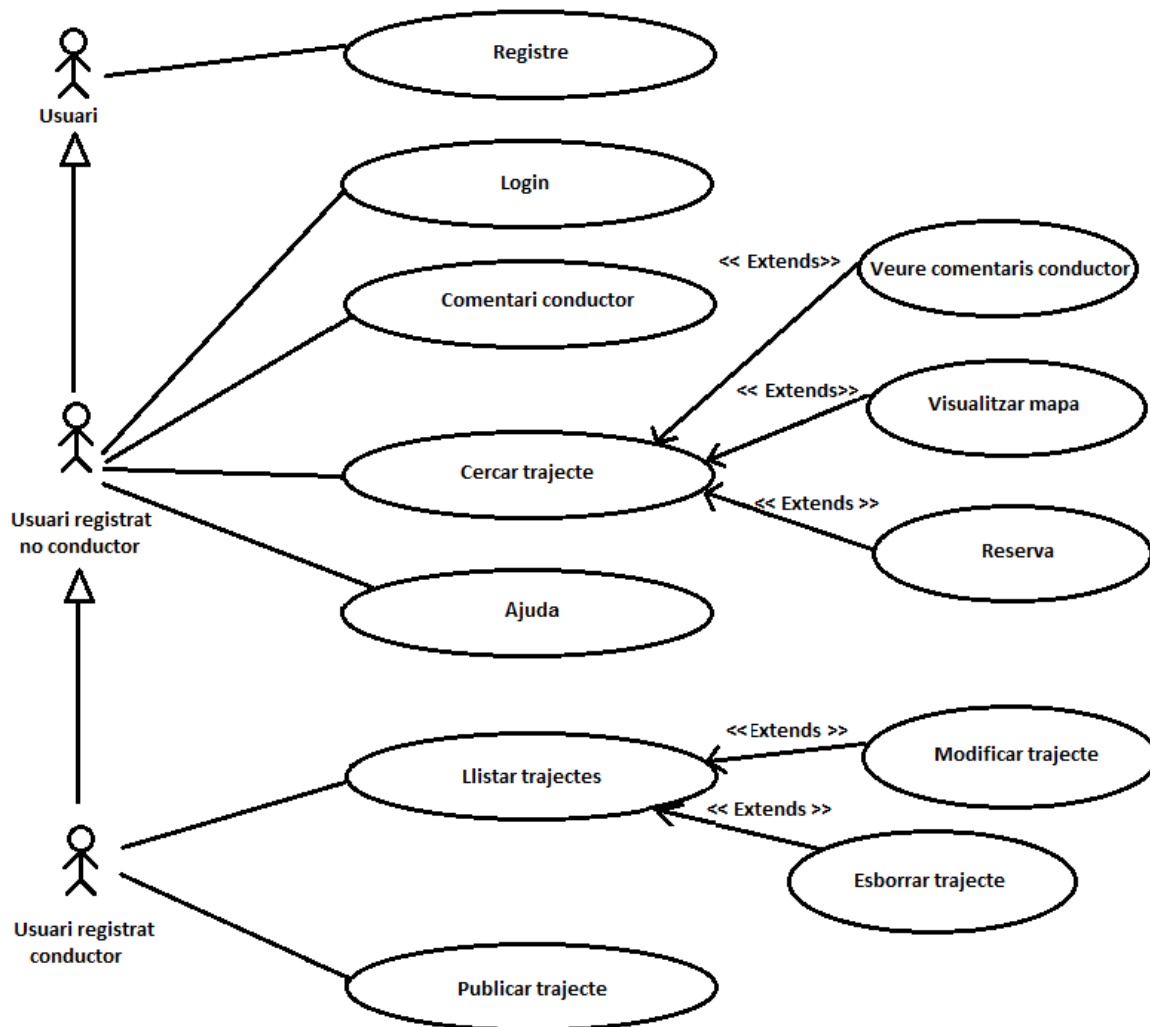 Registre
Usuari
Login
<< Extends>>
Veure comentaris conductor
Comentari conductor
<< Extends>>
Visualitzar mapa
Cercar trajecte
<< Extends >>
Reserva
Usuari registrat
no conductor
Ajuda
<< Extends >>
Modificar trajecte
Llistar trajectes
<< Extends >>
Esborrar trajecte
Usuari registrat
conductor
Publicar trajecte